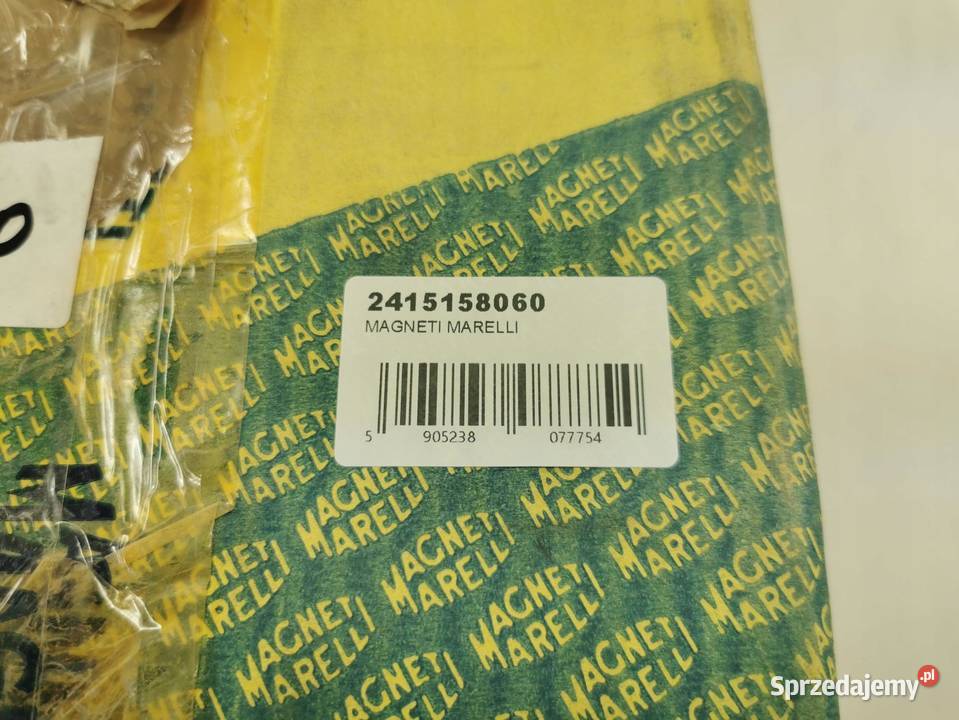 2415158060
MAGNETI MARELLI
5 905238 077754
MAGNETI
MARELLI
Sprzedajemy.pl